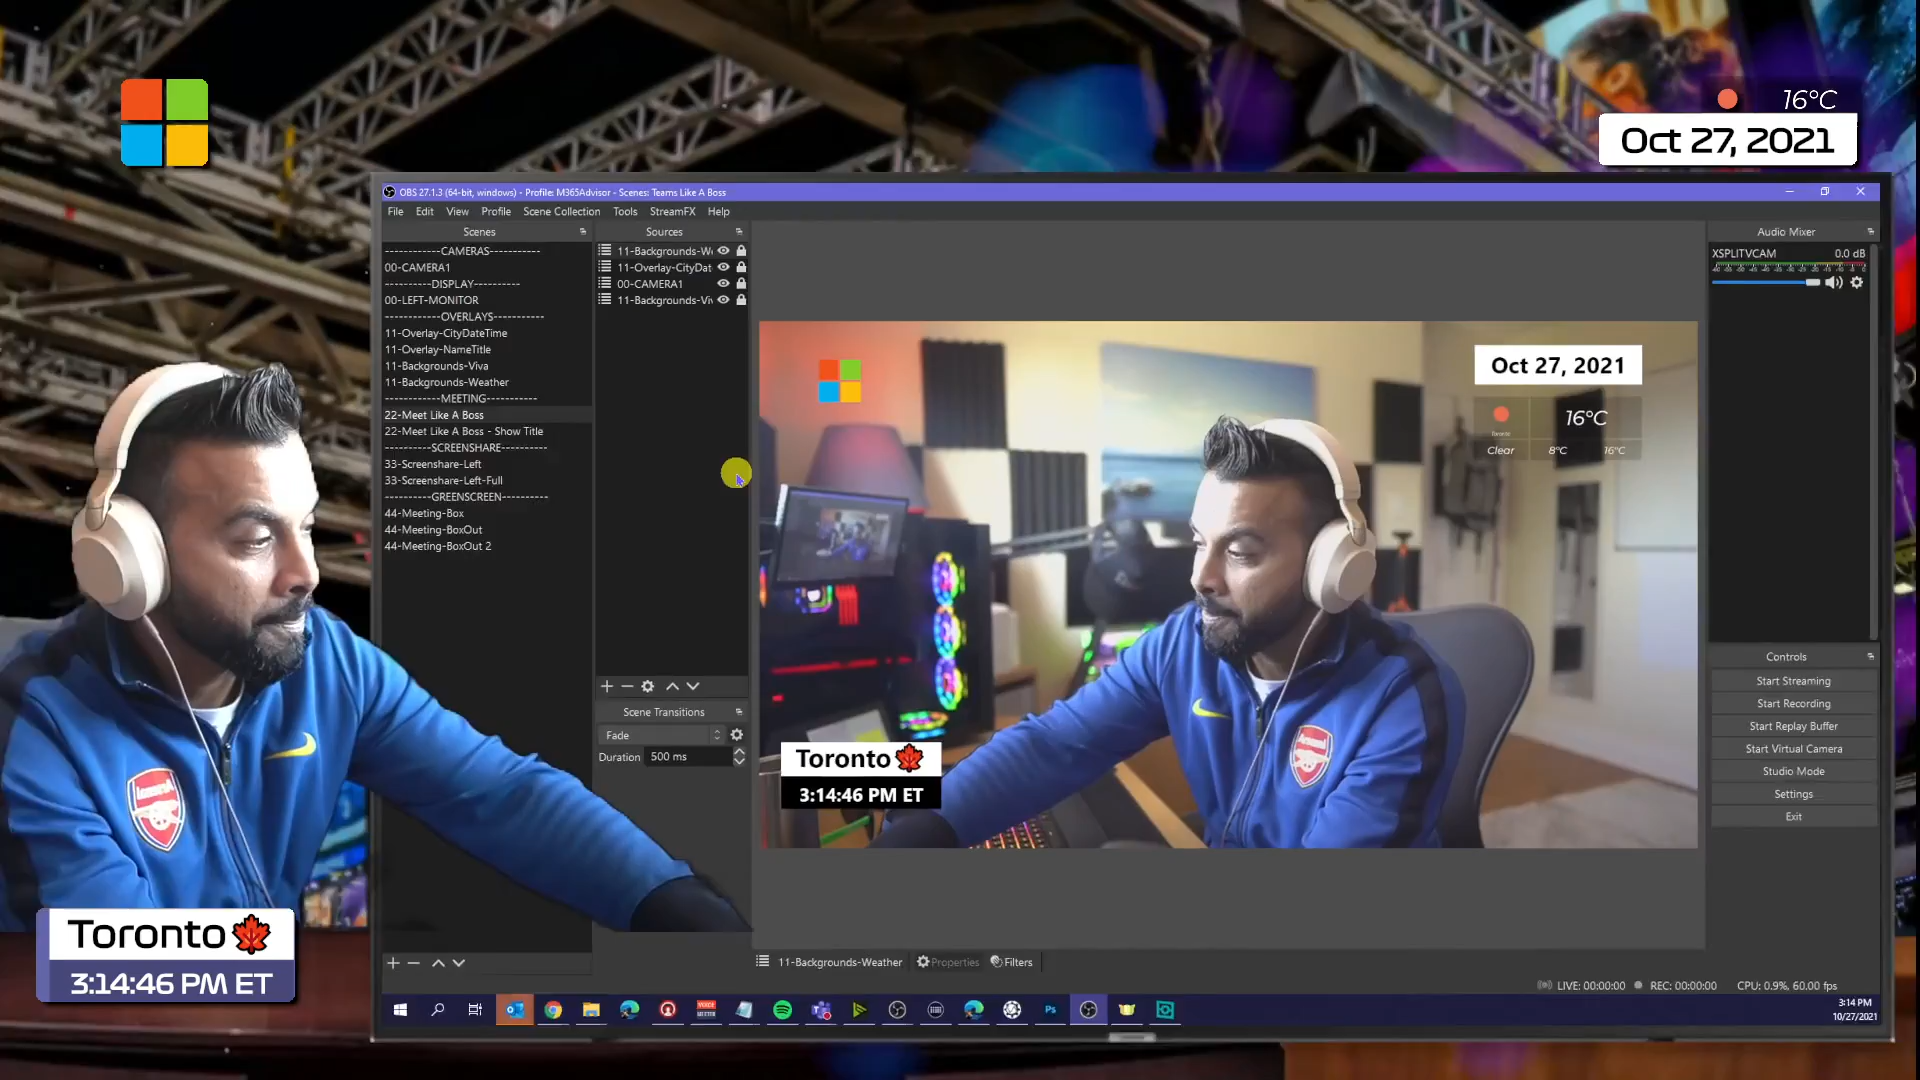 16°C
Oct 27, 2021
OBS 27.1.3 (64-bit, windows) - Profile: M365Advisor - Scenes: Teams Like A Boss
File Edit View Profile Scene Collection Tools StreamFX Help
Scenes
------------CAMERAS-----------
00-CAMERA1
-----------DISPLAY----------
00-LEFT-MONITOR
------------OVERLAYS-----------
11-Overlay-CityDateTime
11-Overlay-NameTitle
11-Backgrounds-Viva
11-Backgrounds-Weather
------------MEETING-----------
22-Meet Like A Boss
22-Meet Like A Boss - Show Title
----------SCREENSHARE----------
33-Screenshare-Left
33-Screenshare-Left-Full
----------GREENSCREEN----------
44-Meeting-Box
44-Meeting-BoxOut
44-Meeting-BoxOut 2
Sources
11-Backgrounds-We
11-Overlay-CityDat
00-CAMERA1
11-Backgrounds-Viv
Scene Transitions
Fade
Duration 500 ms
Oct 27, 2021
16°C
Toronto
Clear 8°C 16°C
Toronto
3:14:46 PM ET
Arsenal
Audio Mixer
XSPLITVCAM 0.0 dB
Controls
Start Streaming
Start Recording
Start Replay Buffer
Start Virtual Camera
Studio Mode
Settings
Exit
11-Backgrounds-Weather Properties Filters
LIVE: 00:00:00 REC: 00:00:00 CPU: 0.9%, 60.00 fps
VOICE
Ps
3:14 PM
10/27/2021
Arsenal
Toronto
3:14:46 PM ET